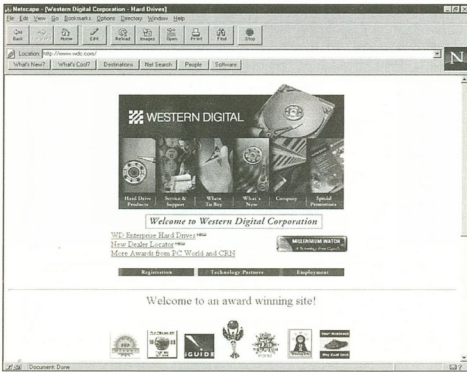 Netscape - [Western Digital Corporation - Hard Drives]
File Edit View Go Bookmarks Options Directory Window Help
Back Home Edit Reload Images Open Print Find Stop
Location: http://www.wdc.com/
What's New? What's Cool? Destinations Net Search People Software
N
WESTERN DIGITAL
Hard Drive Products
Service & Support
Where To Buy
What's New
Company
Special Promotions
Welcome to Western Digital Corporation
WD Enterprise Hard Drives
New Dealer Locator
More Awards from PC World and CRN
MILLENNIUM WATCH
Registration Technology Partners Employment
Welcome to an award winning site!
iGUIDE
Document: Done